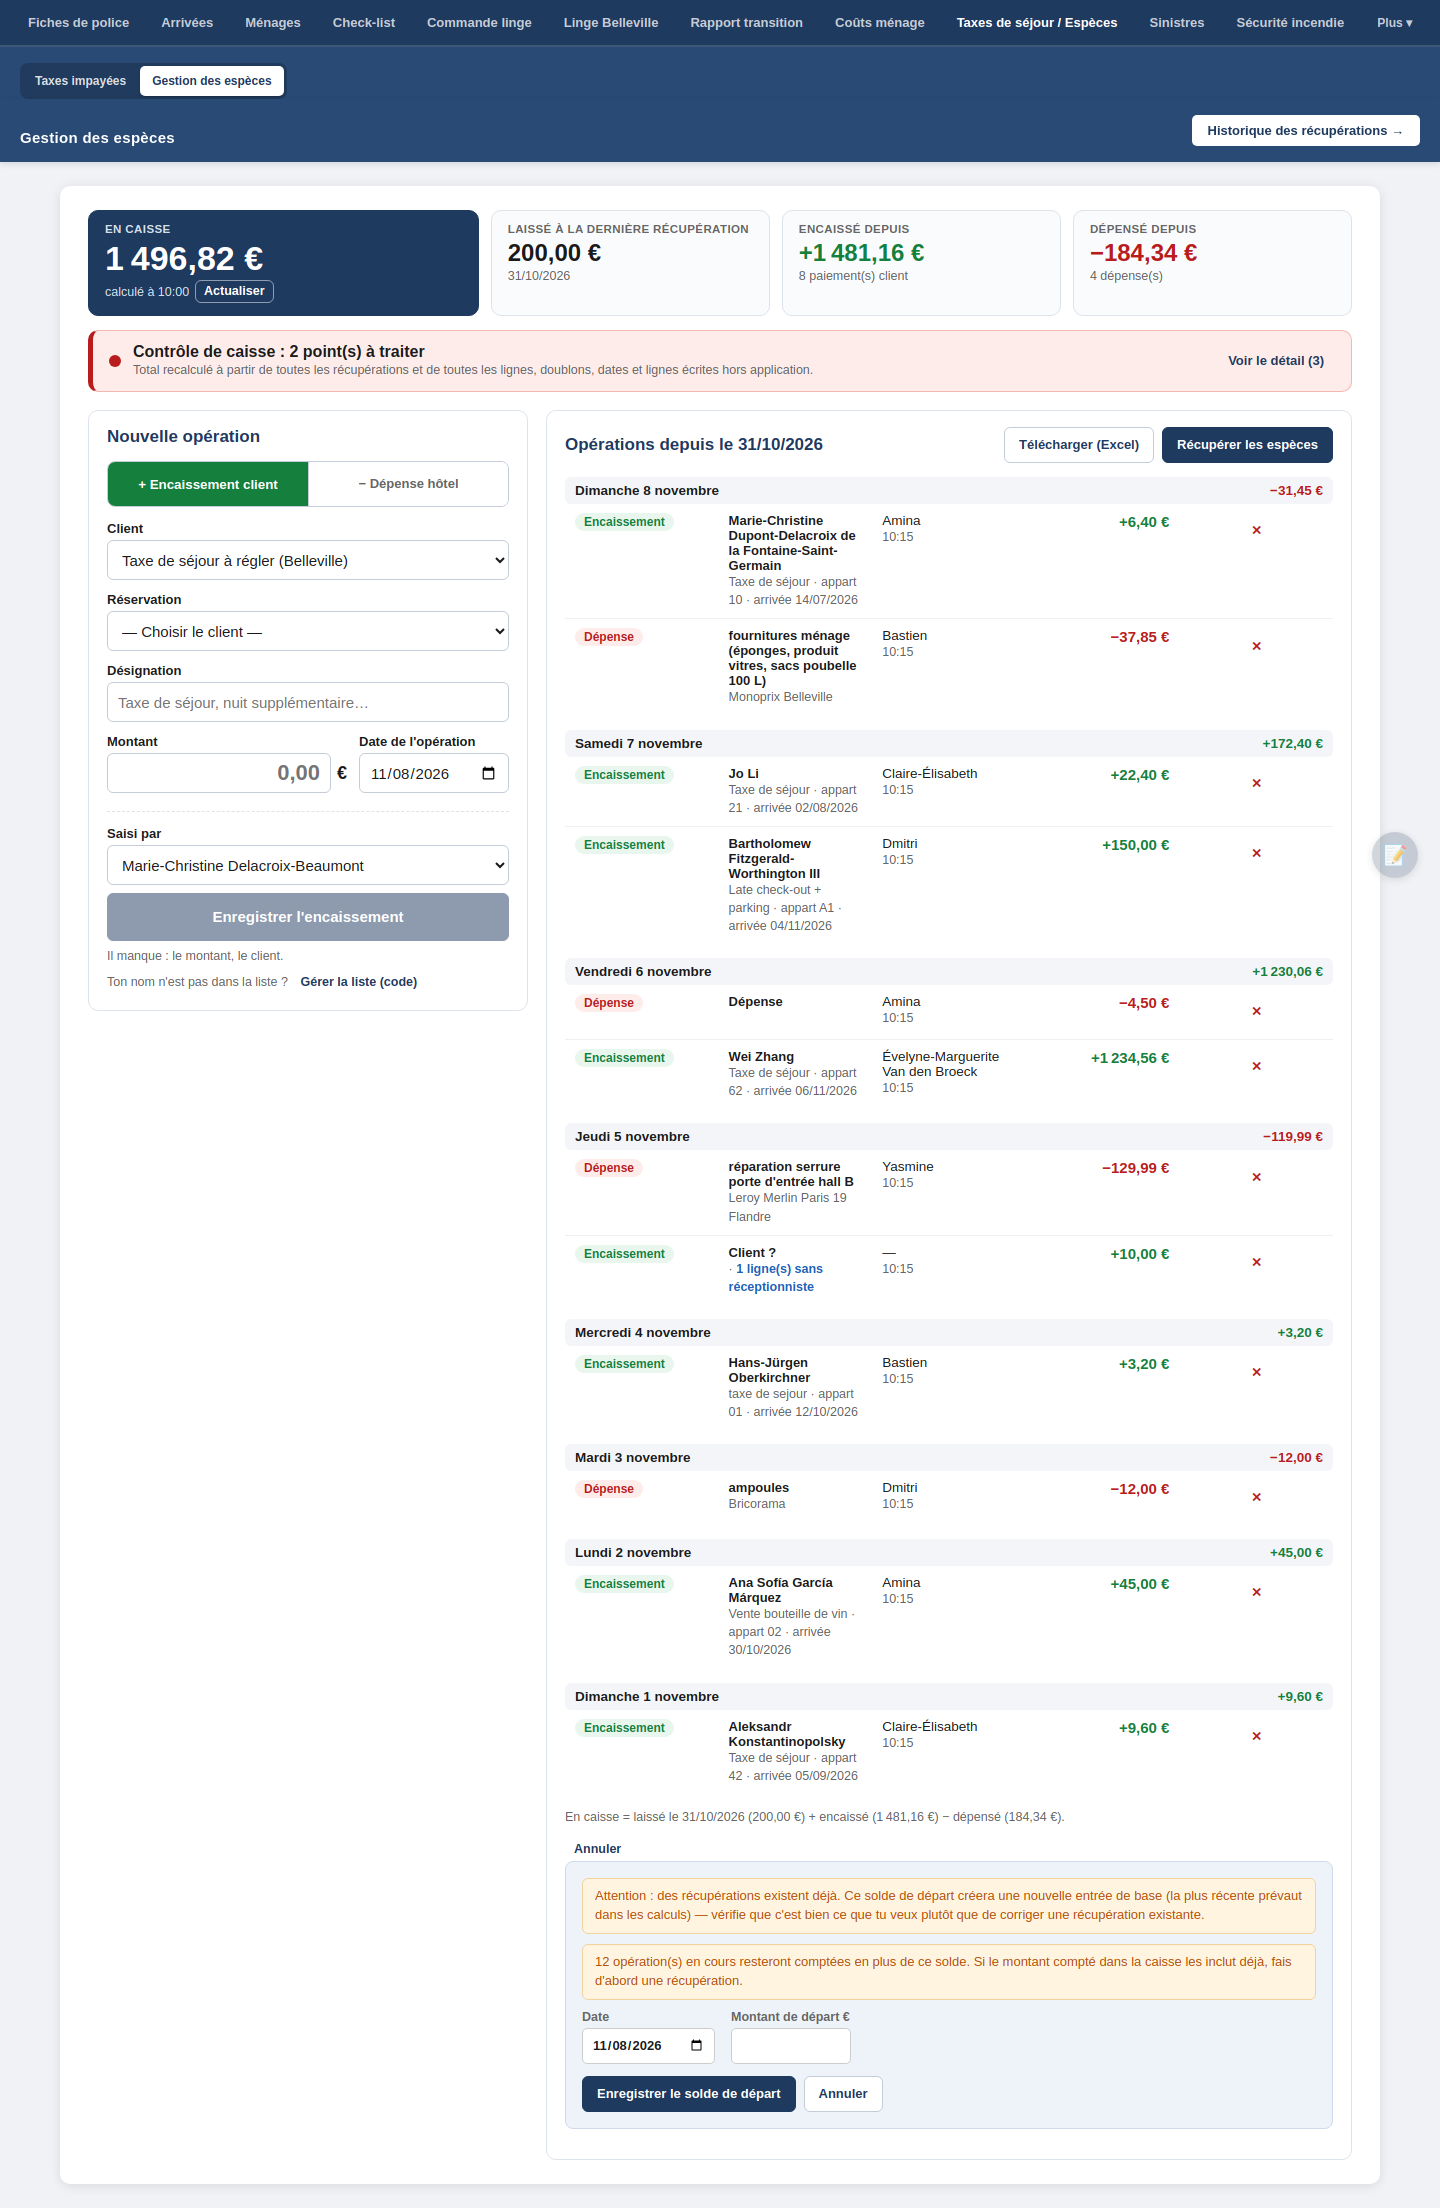 Fiches de police
Arrivées
Ménages
Check-list
Commande linge
Linge Belleville
Rapport transition
Coûts ménage
Taxes de séjour / Espèces
Sinistres
Sécurité incendie
Plus ▾
Taxes impayées
Gestion des espèces
Gestion des espèces
Historique des récupérations →
EN CAISSE
1 496,82 €
calculé à 10:00 Actualiser
LAISSÉ À LA DERNIÈRE RÉCUPÉRATION
200,00 €
31/10/2026
ENCAISSÉ DEPUIS
+1 481,16 €
8 paiement(s) client
DÉPENSÉ DEPUIS
−184,34 €
4 dépense(s)
Contrôle de caisse : 2 point(s) à traiter
Total recalculé à partir de toutes les récupérations et de toutes les lignes, doublons, dates et lignes écrites hors application.
Voir le détail (3)
Nouvelle opération
+ Encaissement client
− Dépense hôtel
Client
Taxe de séjour à régler (Belleville)
Réservation
— Choisir le client —
Désignation
Taxe de séjour, nuit supplémentaire…
Montant
0,00 €
Date de l'opération
11/08/2026
Saisi par
Marie-Christine Delacroix-Beaumont
Enregistrer l'encaissement
Il manque : le montant, le client.
Ton nom n'est pas dans la liste ? Gérer la liste (code)
Opérations depuis le 31/10/2026
Télécharger (Excel)
Récupérer les espèces
Dimanche 8 novembre −31,45 €
Encaissement
Marie-Christine
Dupont-Delacroix de
la Fontaine-Saint-
Germain
Taxe de séjour · appart
10 · arrivée 14/07/2026
Amina
10:15
+6,40 €
×
Dépense
fournitures ménage
(éponges, produit
vitres, sacs poubelle
100 L)
Monoprix Belleville
Bastien
10:15
−37,85 €
×
Samedi 7 novembre +172,40 €
Encaissement
Jo Li
Taxe de séjour · appart
21 · arrivée 02/08/2026
Claire-Élisabeth
10:15
+22,40 €
×
Encaissement
Bartholomew
Fitzgerald-
Worthington III
Late check-out +
parking · appart A1 ·
arrivée 04/11/2026
Dmitri
10:15
+150,00 €
×
Vendredi 6 novembre +1 230,06 €
Dépense
Dépense
Amina
10:15
−4,50 €
×
Encaissement
Wei Zhang
Taxe de séjour · appart
62 · arrivée 06/11/2026
Évelyne-Marguerite
Van den Broeck
10:15
+1 234,56 €
×
Jeudi 5 novembre −119,99 €
Dépense
réparation serrure
porte d'entrée hall B
Leroy Merlin Paris 19
Flandre
Yasmine
10:15
−129,99 €
×
Encaissement
Client ?
· 1 ligne(s) sans
réceptionniste
—
10:15
+10,00 €
×
Mercredi 4 novembre +3,20 €
Encaissement
Hans-Jürgen
Oberkirchner
taxe de sejour · appart
01 · arrivée 12/10/2026
Bastien
10:15
+3,20 €
×
Mardi 3 novembre −12,00 €
Dépense
ampoules
Bricorama
Dmitri
10:15
−12,00 €
×
Lundi 2 novembre +45,00 €
Encaissement
Ana Sofía García
Márquez
Vente bouteille de vin ·
appart 02 · arrivée
30/10/2026
Amina
10:15
+45,00 €
×
Dimanche 1 novembre +9,60 €
Encaissement
Aleksandr
Konstantinopolsky
Taxe de séjour · appart
42 · arrivée 05/09/2026
Claire-Élisabeth
10:15
+9,60 €
×
En caisse = laissé le 31/10/2026 (200,00 €) + encaissé (1 481,16 €) − dépensé (184,34 €).
Annuler
Attention : des récupérations existent déjà. Ce solde de départ créera une nouvelle entrée de base (la plus récente prévaut
dans les calculs) — vérifie que c'est bien ce que tu veux plutôt que de corriger une récupération existante.
12 opération(s) en cours resteront comptées en plus de ce solde. Si le montant compté dans la caisse les inclut déjà, fais
d'abord une récupération.
Date
11/08/2026
Montant de départ €
Enregistrer le solde de départ
Annuler